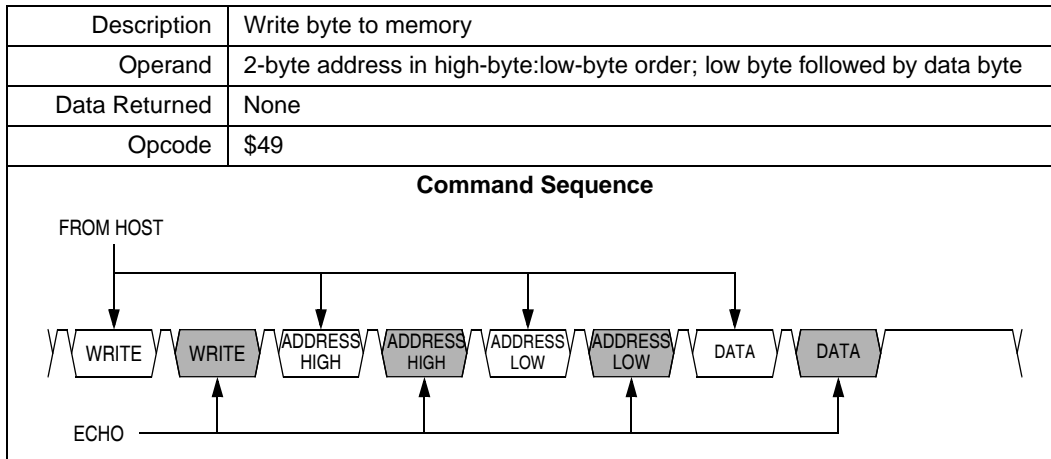 Description Write byte to memory
Operand 2-byte address in high-byte:low-byte order; low byte followed by data byte
Data Returned None
Opcode $49
Command Sequence
FROM HOST
WRITE WRITE ADDRESS HIGH ADDRESS HIGH ADDRESS LOW ADDRESS LOW DATA DATA
ECHO